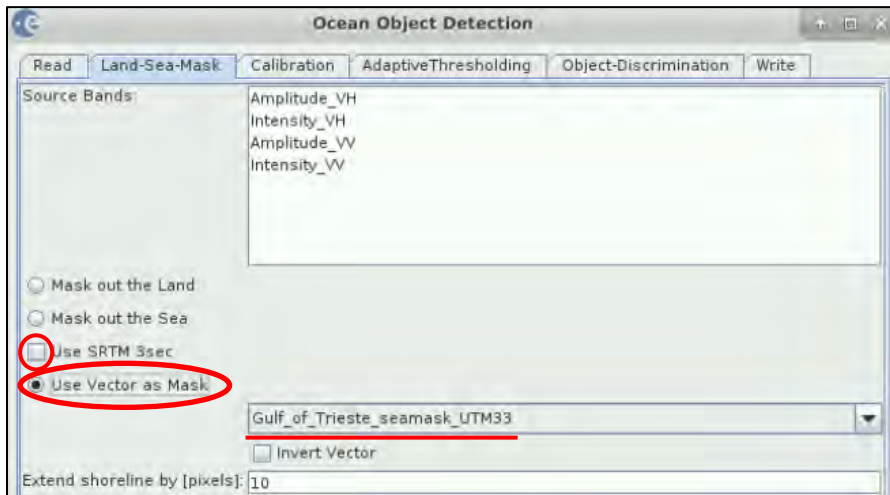 Ocean Object Detection
Read Land-Sea-Mask Calibration AdaptiveThresholding Object-Discrimination Write
Source Bands:
Amplitude_VH
Intensity_VH
Amplitude_VV
Intensity_VV
Mask out the Land
Mask out the Sea
Use SRTM 3sec
Use Vector as Mask
Gulf_of_Trieste_seamask_UTM33
Invert Vector
Extend shoreline by [pixels]: 10